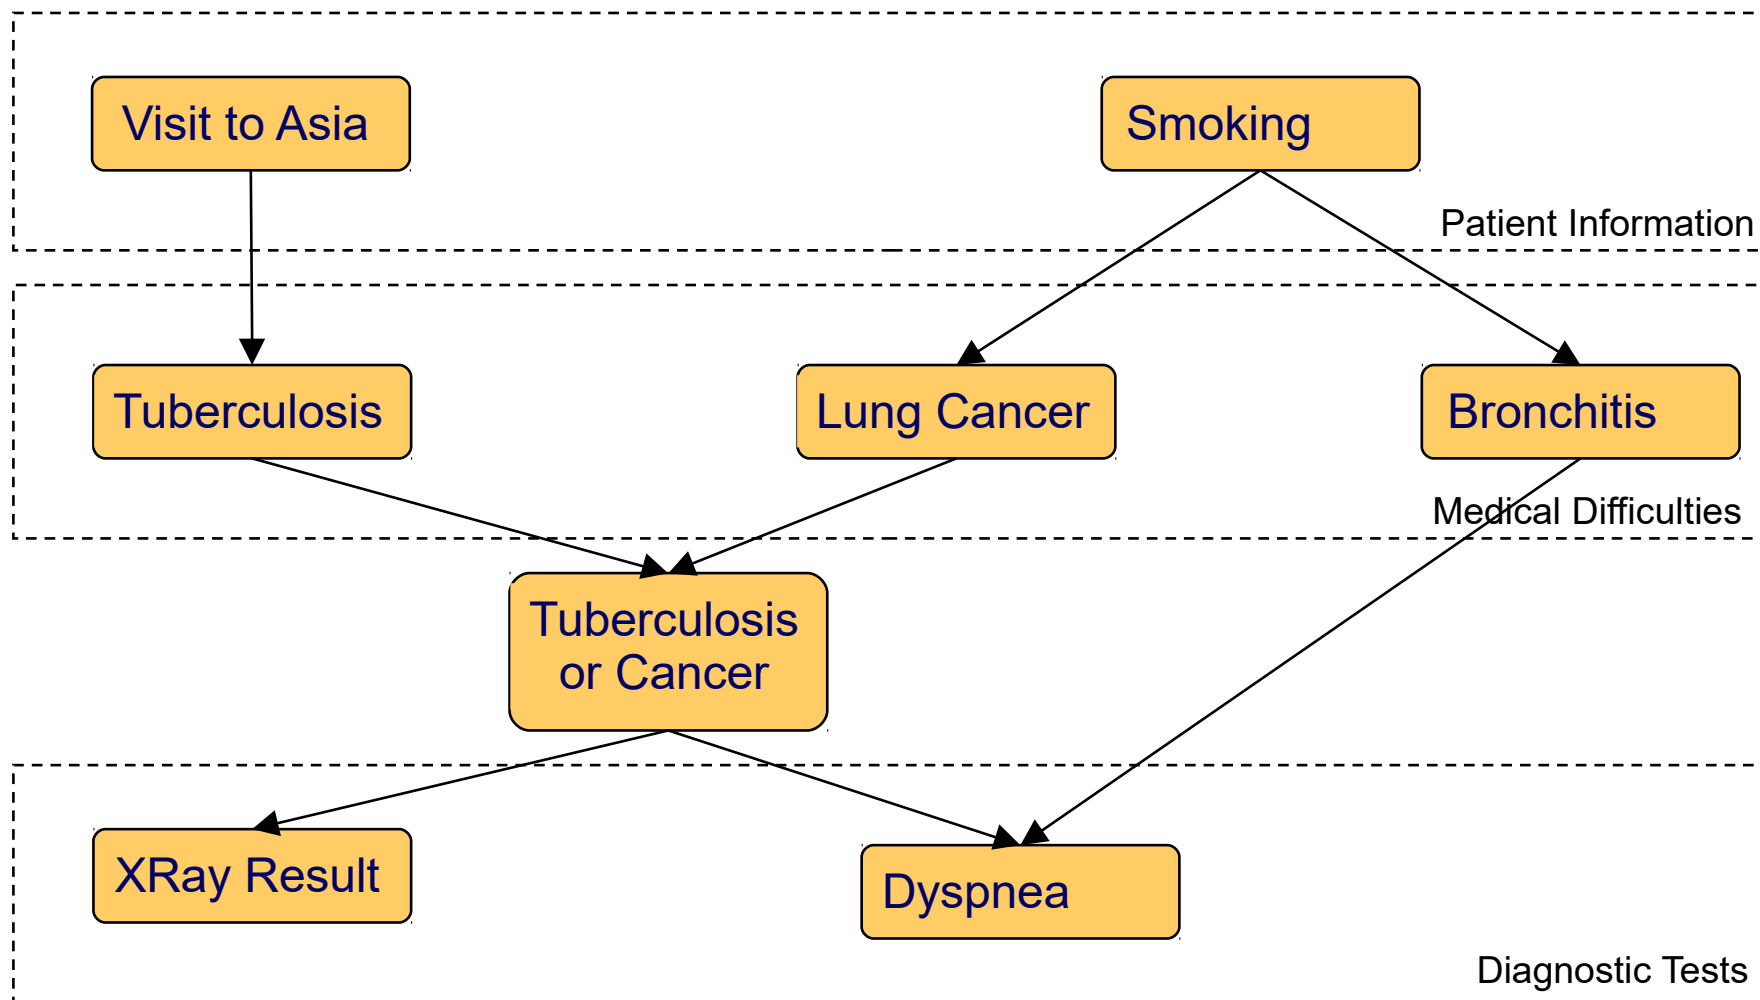 Visit to Asia
Smoking
Patient Information
Tuberculosis
Lung Cancer
Bronchitis
Medical Difficulties
Tuberculosis
or Cancer
XRay Result
Dyspnea
Diagnostic Tests